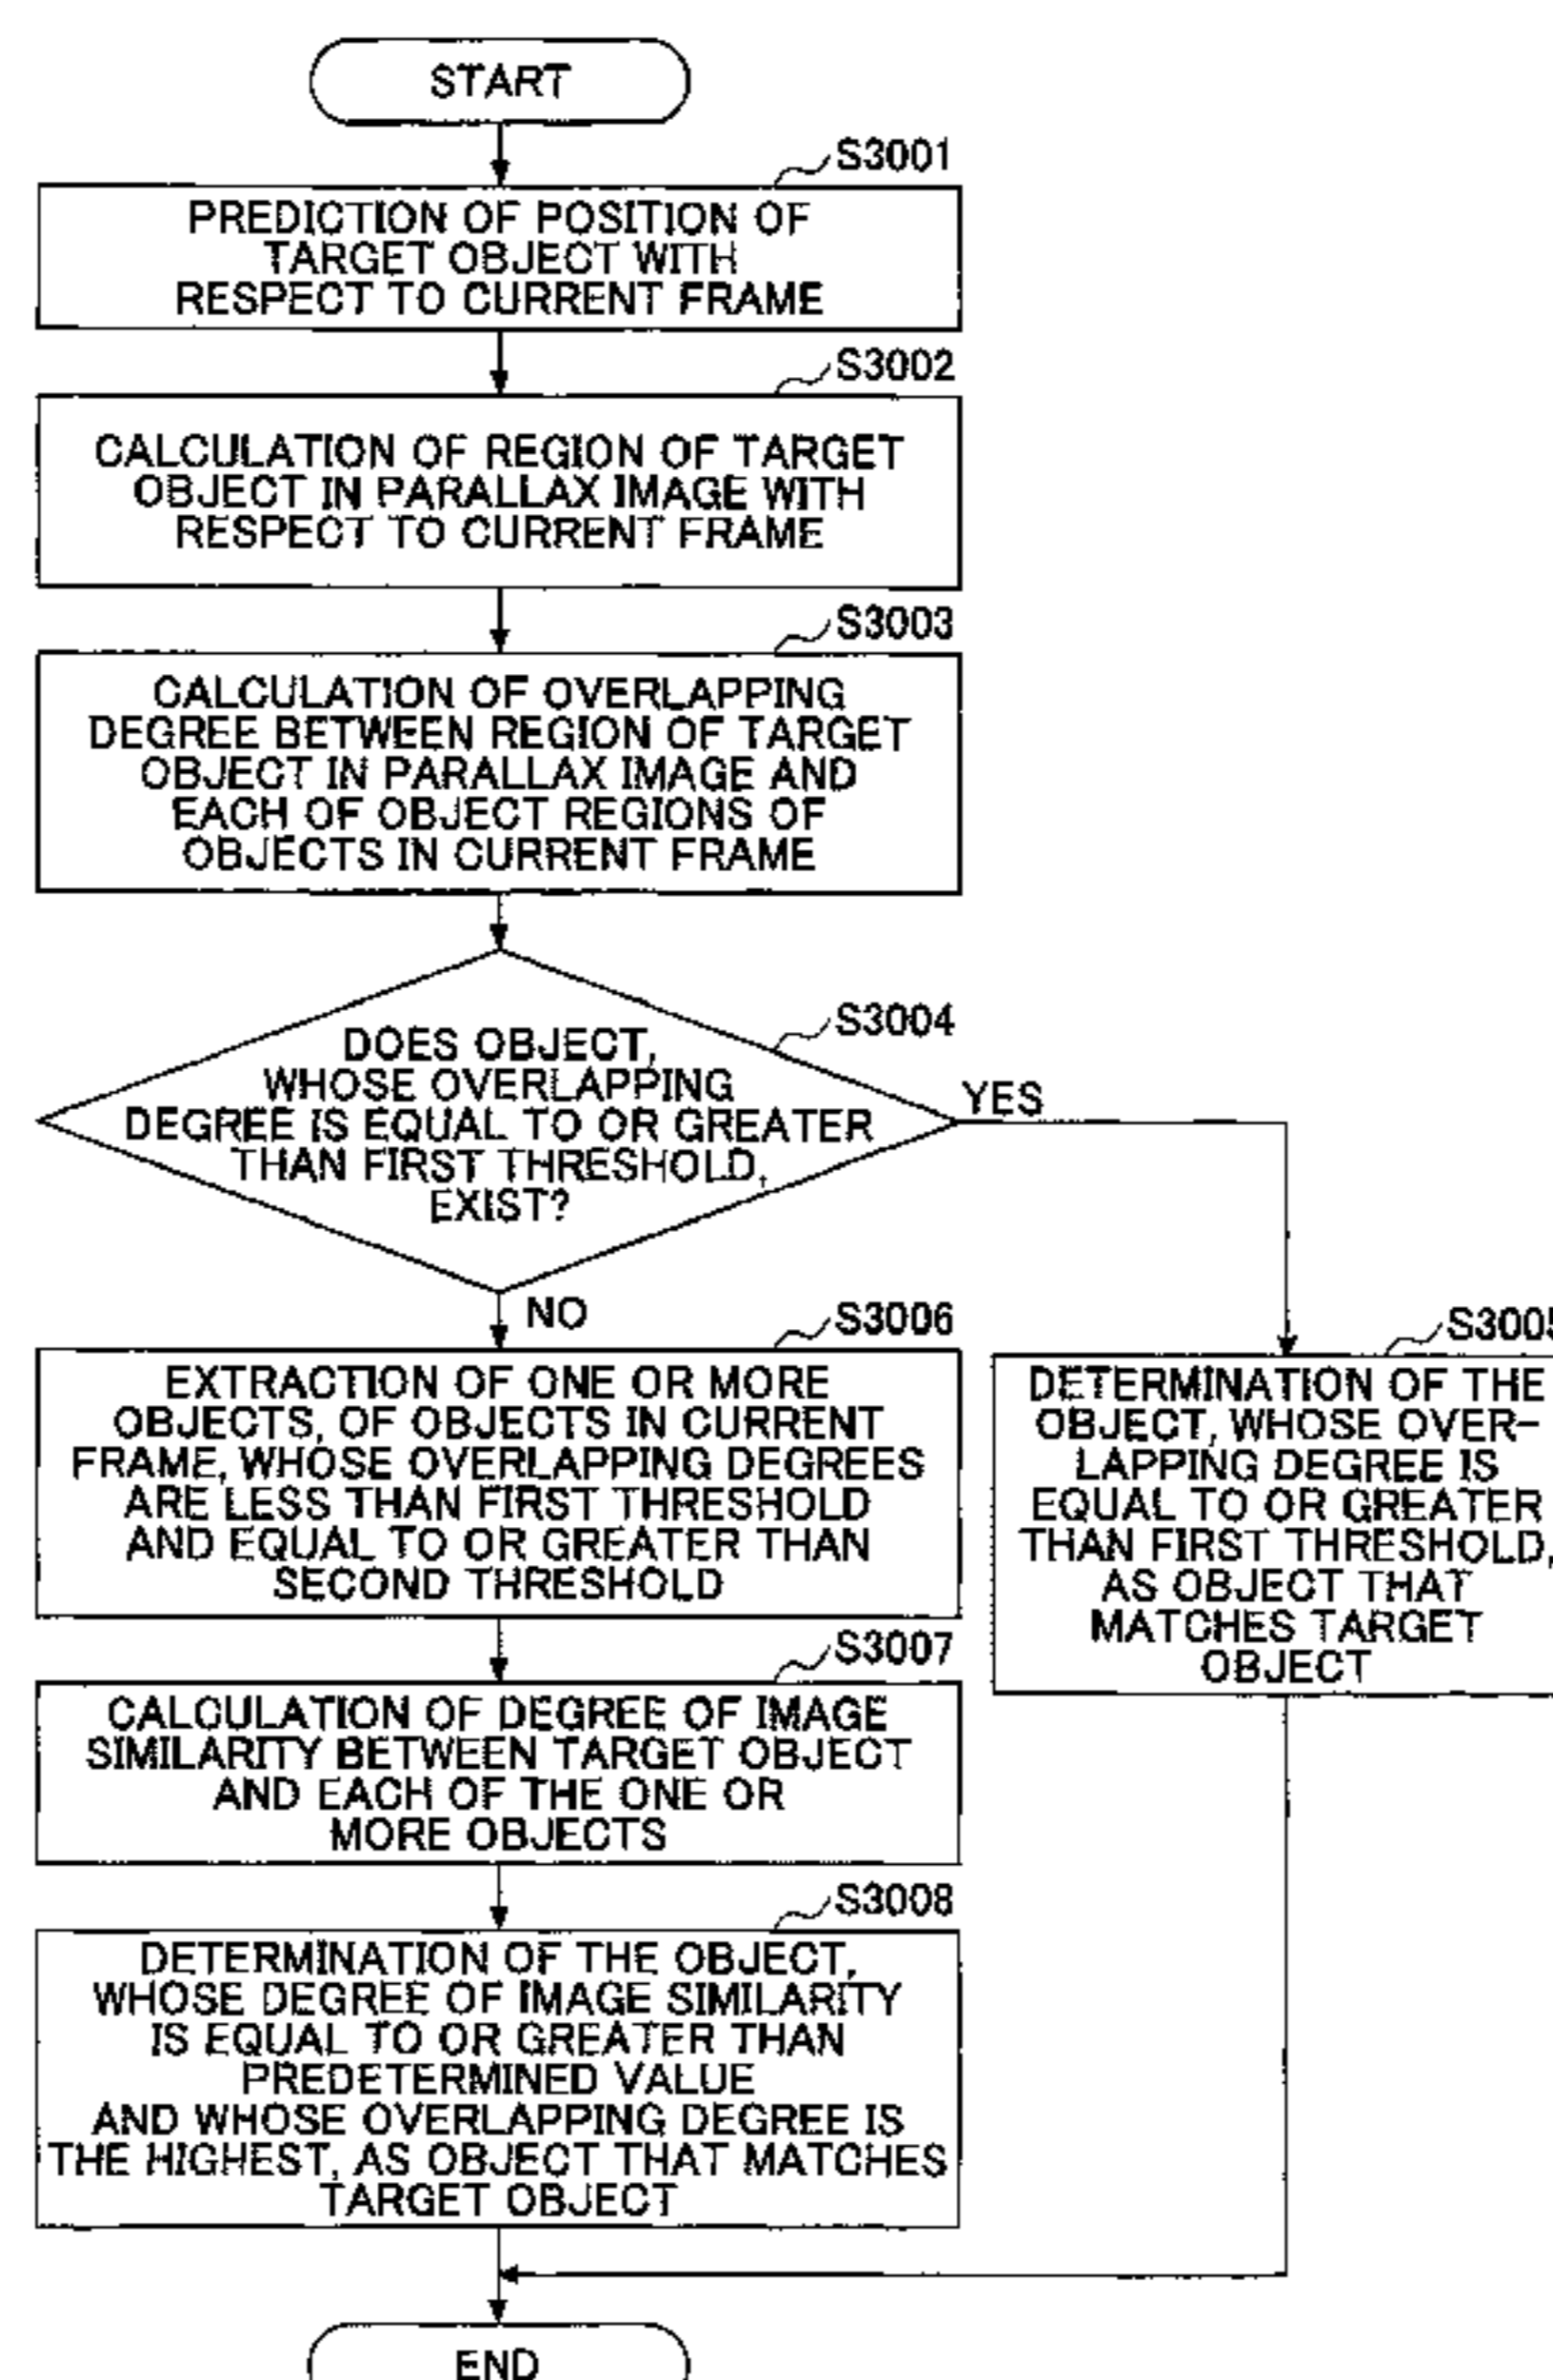 START
S3001
PREDICTION OF POSITION OF
TARGET OBJECT WITH
RESPECT TO CURRENT FRAME
S3002
CALCULATION OF REGION OF TARGET
OBJECT IN PARALLAX IMAGE WITH
RESPECT TO CURRENT FRAME
S3003
CALCULATION OF OVERLAPPING
DEGREE BETWEEN REGION OF TARGET
OBJECT IN PARALLAX IMAGE AND
EACH OF OBJECT REGIONS OF
OBJECTS IN CURRENT FRAME
S3004
DOES OBJECT,
WHOSE OVERLAPPING
DEGREE IS EQUAL TO OR GREATER
THAN FIRST THRESHOLD,
EXIST?
YES
NO
S3006
EXTRACTION OF ONE OR MORE
OBJECTS, OF OBJECTS IN CURRENT
FRAME, WHOSE OVERLAPPING DEGREES
ARE LESS THAN FIRST THRESHOLD
AND EQUAL TO OR GREATER THAN
SECOND THRESHOLD
S3005
DETERMINATION OF THE
OBJECT, WHOSE OVER-
LAPPING DEGREE IS
EQUAL TO OR GREATER
THAN FIRST THRESHOLD,
AS OBJECT THAT
MATCHES TARGET
OBJECT
S3007
CALCULATION OF DEGREE OF IMAGE
SIMILARITY BETWEEN TARGET OBJECT
AND EACH OF THE ONE OR
MORE OBJECTS
S3008
DETERMINATION OF THE OBJECT,
WHOSE DEGREE OF IMAGE SIMILARITY
IS EQUAL TO OR GREATER THAN
PREDETERMINED VALUE
AND WHOSE OVERLAPPING DEGREE IS
THE HIGHEST, AS OBJECT THAT MATCHES
TARGET OBJECT
END